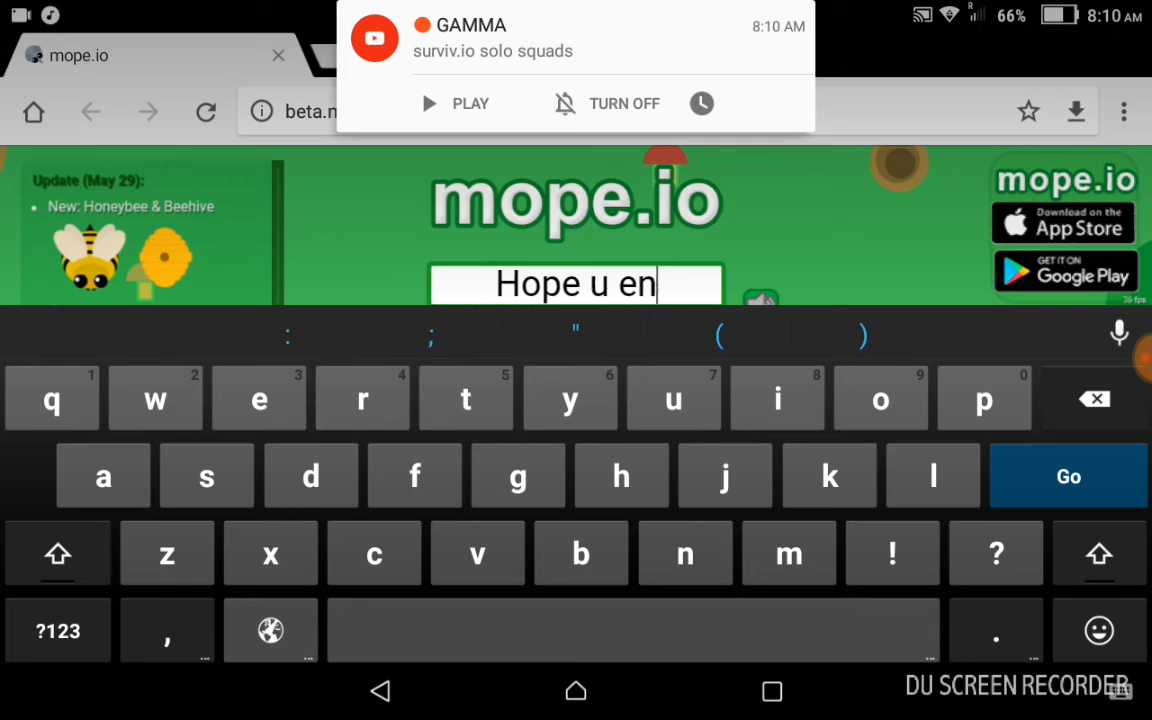 66% 8:10 AM
GAMMA 8:10 AM
surviv.io solo squads
PLAY TURN OFF
mope.io
beta.m
Update (May 29):
New: Honeybee & Beehive
mope.io
Hope u en
mope.io
Download on the
App Store
GET IT ON
Google Play
36 fps
: ; " ( )
q 1 w 2 e 3 r 4 t 5 y 6 u 7 i 8 o 9 p 0
a s d f g h j k l Go
z x c v b n m ! ?
?123 , .
DU SCREEN RECORDER